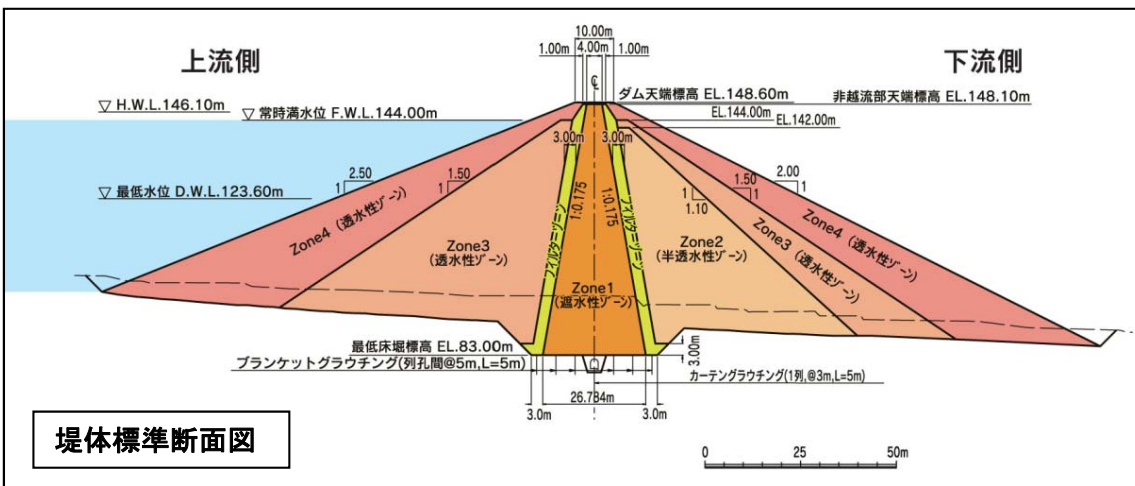 10.00m
1.00m 4.00m 1.00m
上流側
下流側
℄
ダム天端標高 EL.148.60m
非越流部天端標高 EL.148.10m
▽ H.W.L.146.10m
▽ 常時満水位 F.W.L.144.00m
EL.144.00m
EL.142.00m
3.00m 3.00m
2.50
1
1.50
1
▽ 最低水位 D.W.L.123.60m
1:0.175
1:0.175
1
1.10
1.50
1
2.00
1
Zone4（透水性ゾーン）
Zone3
（透水性ゾーン）
フィルターゾーン
Zone1
（遮水性ゾーン）
フィルターゾーン
Zone2
（半透水性ゾーン）
Zone3（透水性ゾーン）
Zone4（透水性ゾーン）
最低床堀標高 EL.83.00m
3.00m
ブランケットグラウチング(列孔間@5m,L=5m)
カーテングラウチング(1列,@3m,L=5m)
26.784m
3.0m 3.0m
堤体標準断面図
0 25 50m